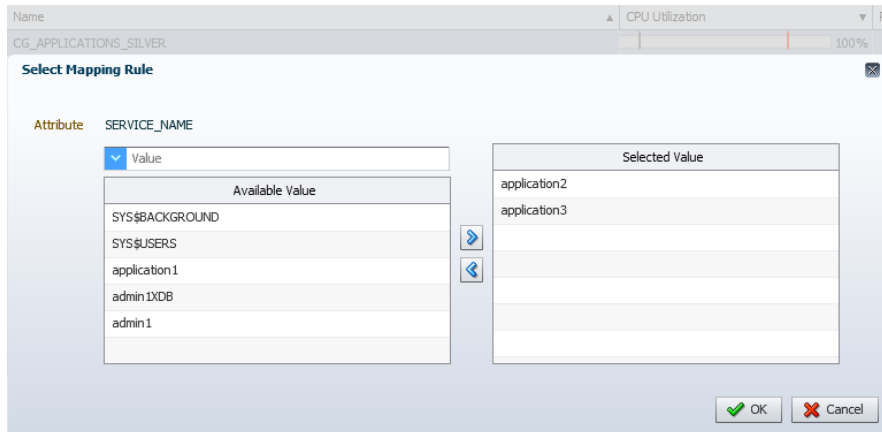 Name CPU Utilization
CG_APPLICATIONS_SILVER 100%
Select Mapping Rule
Attribute SERVICE_NAME
Value
Selected Value
Available Value
application2
SYS$BACKGROUND
application3
SYS$USERS
application1
admin1XDB
admin1
OK Cancel